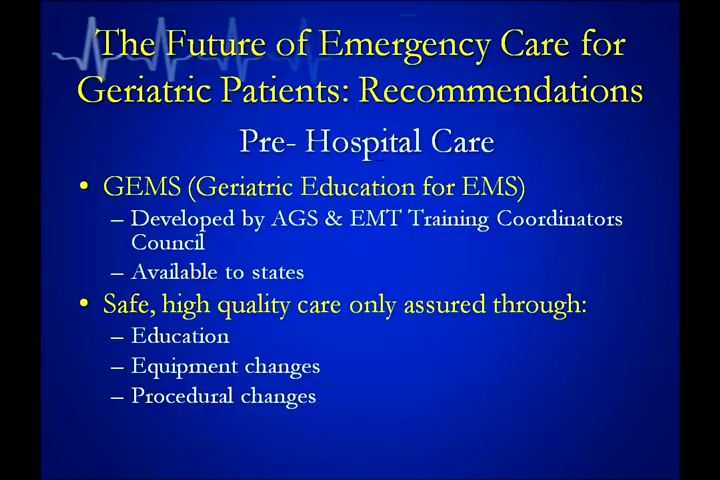 The Future of Emergency Care for
Geriatric Patients: Recommendations
Pre- Hospital Care
• GEMS (Geriatric Education for EMS)
– Developed by AGS & EMT Training Coordinators
Council
– Available to states
• Safe, high quality care only assured through:
– Education
– Equipment changes
– Procedural changes